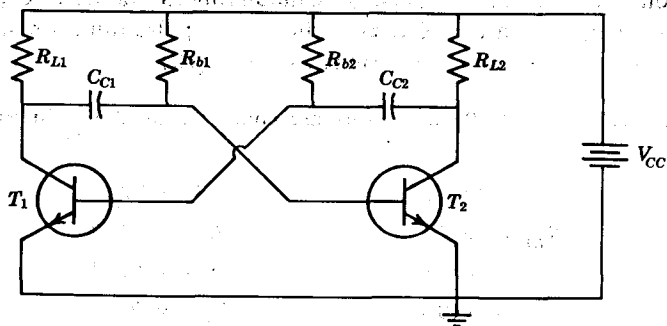 R_{L1}
R_{b1}
R_{b2}
R_{L2}
C_{C1}
C_{C2}
V_{CC}
T_1
T_2